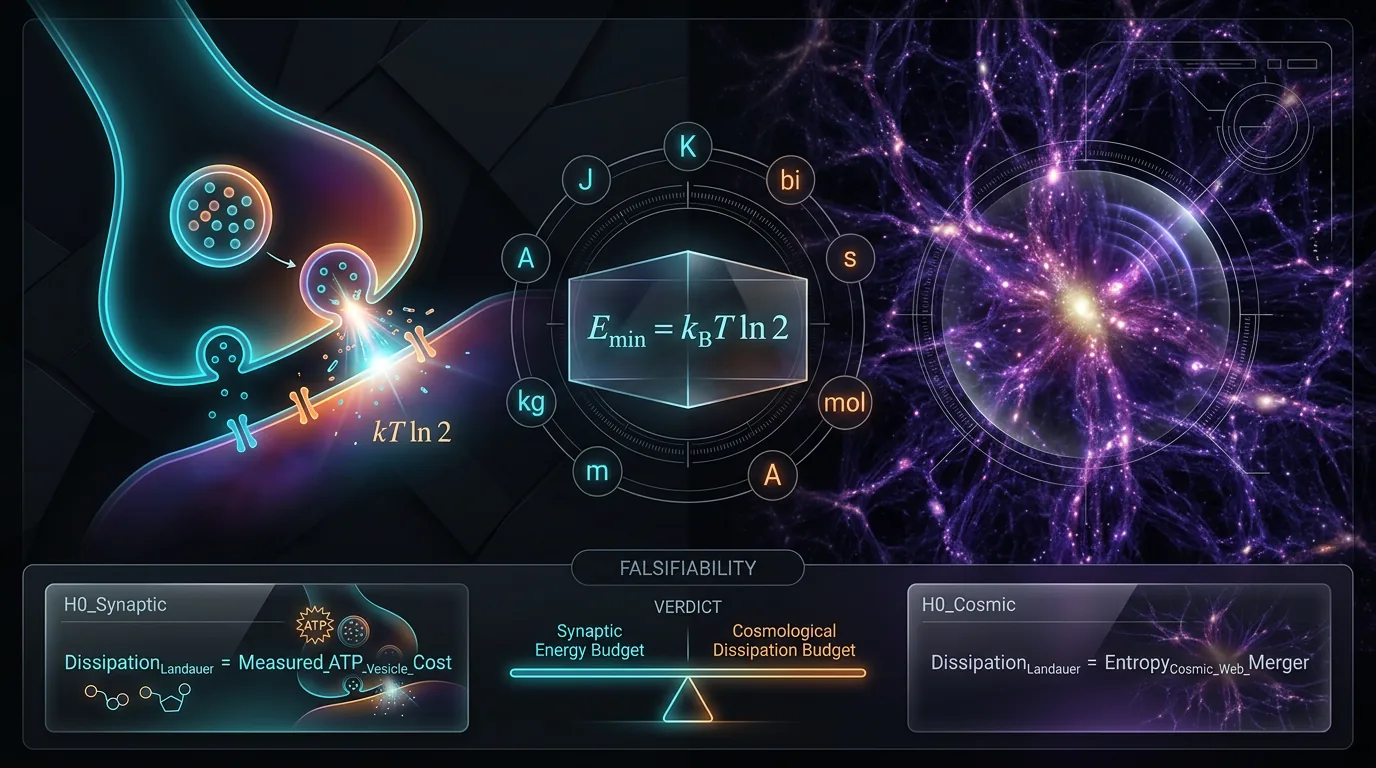 K
J
bi
A
s
E_min = k_B T ln 2
kg
mol
kT ln 2
m
A
FALSIFIABILITY
VERDICT
H0_Synaptic
ATP
Dissipation_Landauer = Measured_ATP_Vesicle_Cost
Synaptic
Energy Budget
Cosmological
Dissipation Budget
H0_Cosmic
Dissipation_Landauer = Entropy_Cosmic_Web_Merger